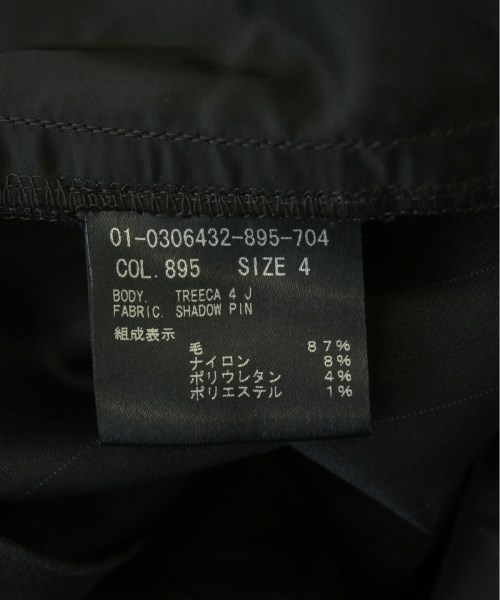 01-0306432-895-704
COL. 895 SIZE 4
BODY. TREECA 4 J
FABRIC. SHADOW PIN
組成表示
毛 87%
ナイロン 8%
ポリウレタン 4%
ポリエステル 1%